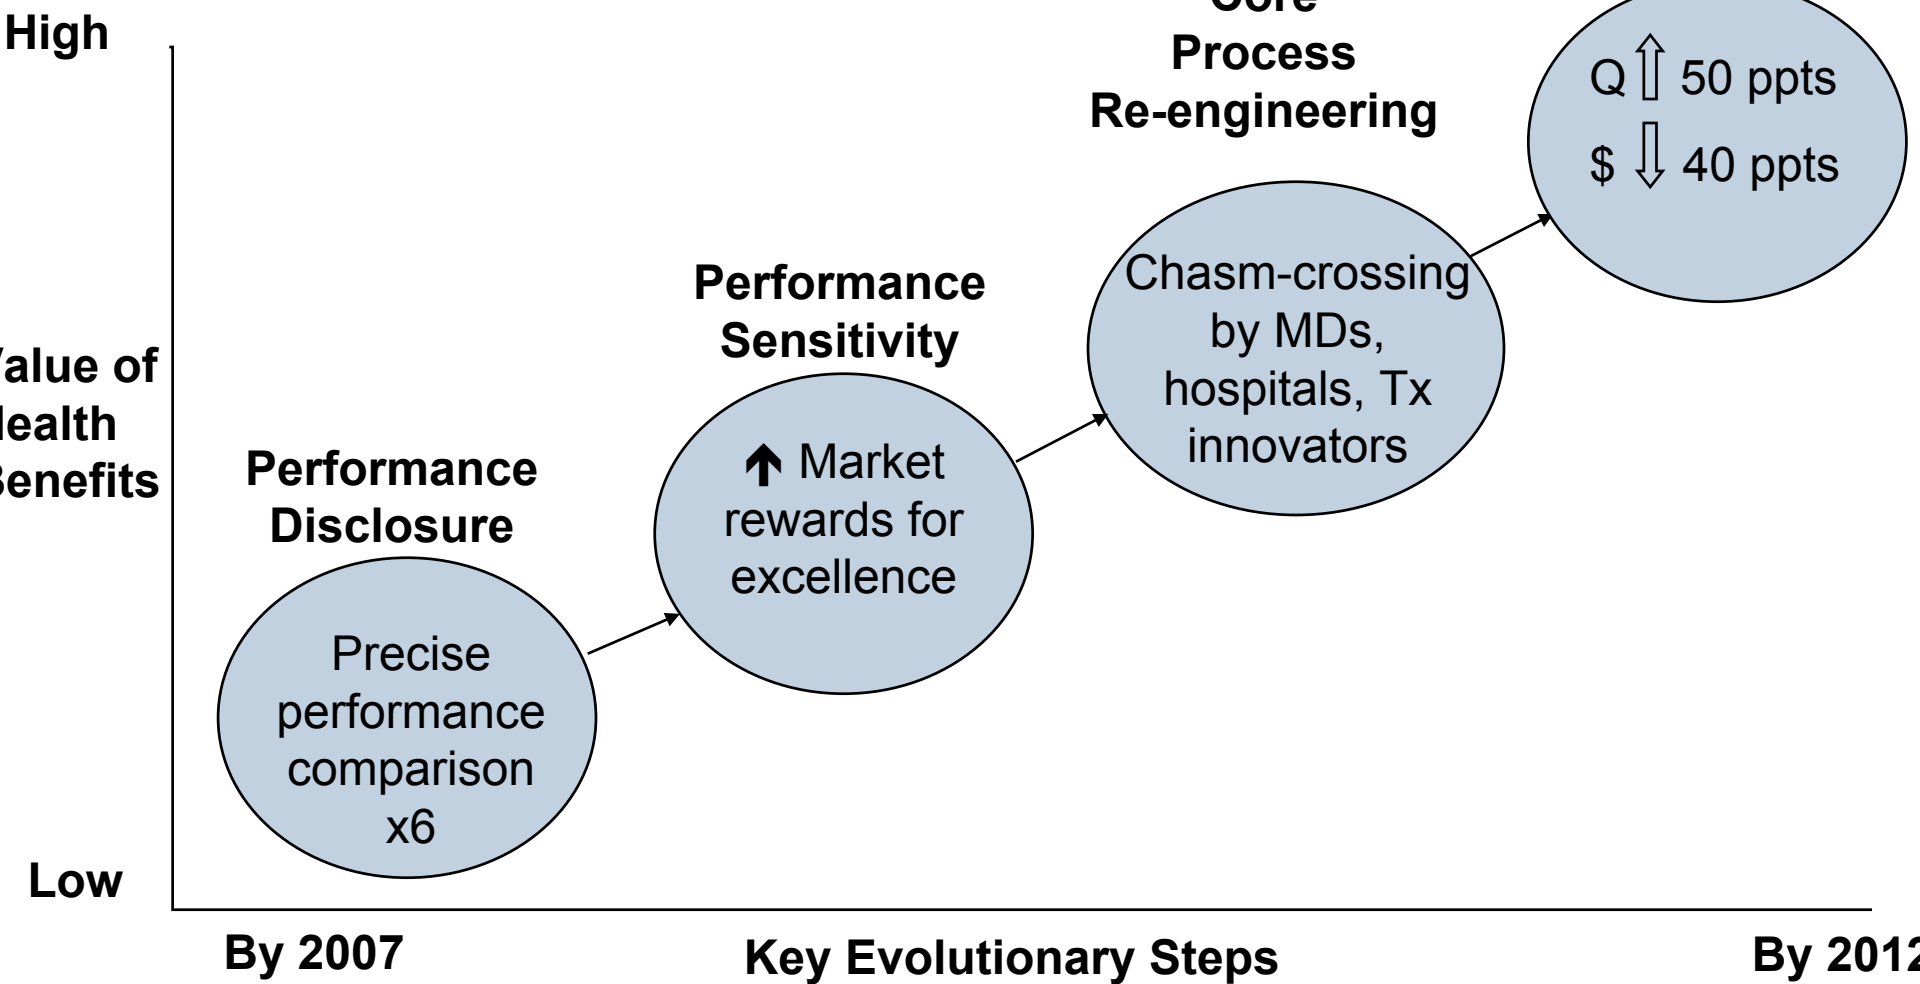 High
Core
Process
Re-engineering
Q ⇧ 50 ppts
$ ⇩ 40 ppts
Performance
Sensitivity
Chasm-crossing
by MDs,
hospitals, Tx
innovators
Value of
Health
Benefits
Performance
Disclosure
↑ Market
rewards for
excellence
Precise
performance
comparison
x6
Low
By 2007
Key Evolutionary Steps
By 2012